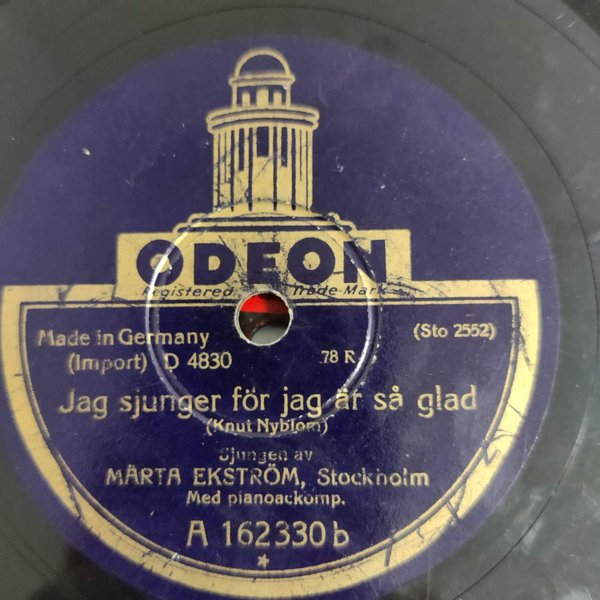 ODEON
Registered Trade-Mark
Made in Germany (Sto 2552)
(Import) D 4830 78 R
Jag sjunger för jag är så glad
(Knut Nyblom)
Sjungen av
MÄRTA EKSTRÖM, Stockholm
Med pianoackomp.
A 162330 b